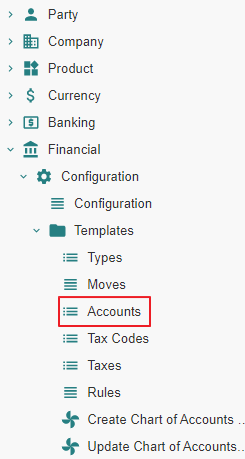 Party
Company
Product
Currency
Banking
Financial
Configuration
Configuration
Templates
Types
Moves
Accounts
Tax Codes
Taxes
Rules
Create Chart of Accounts ...
Update Chart of Accounts...